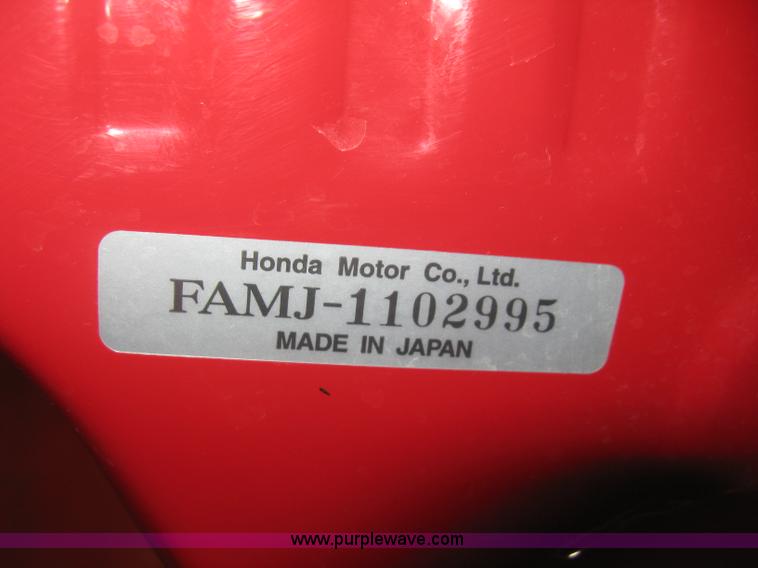 Honda Motor Co., Ltd.
FAMJ-1102995
MADE IN JAPAN
www.purplewave.com